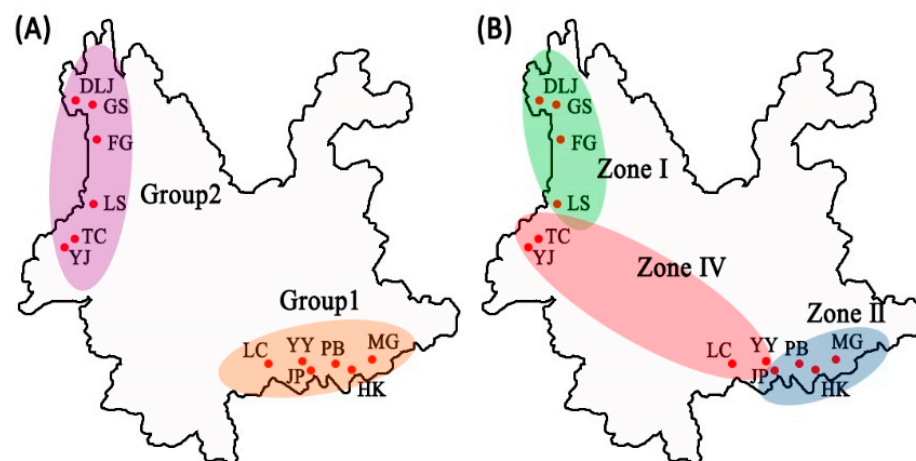 (A)
DLJ
GS
FG
Group2
LS
TC
YJ
Group1
LC YY PB MG
JP
HK
(B)
DLJ
GS
FG
Zone I
LS
TC
YJ
Zone IV
Zone II
LC YY PB MG
JP
HK